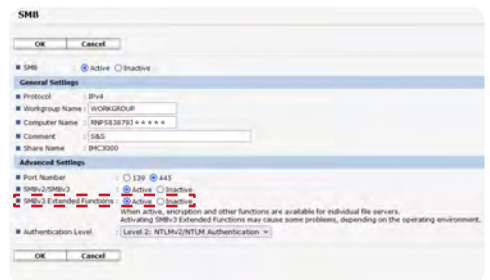 SMB
OK Cancel
SMB : Active Inactive
General Settings
Protocol : IPv4
Workgroup Name : WORKGROUP
Computer Name : RNP5838793*****
Comment : S&S
Share Name : IMC3000
Advanced Settings
Port Number : 139 445
SMBv2/SMBv3 : Active Inactive
SMBv3 Extended Functions : Active Inactive
When active, encryption and other functions are available for individual file servers.
Activating SMBv3 Extended Functions may cause some problems, depending on the operating environment.
Authentication Level : Level 2: NTLMv2/NTLM Authentication
OK Cancel